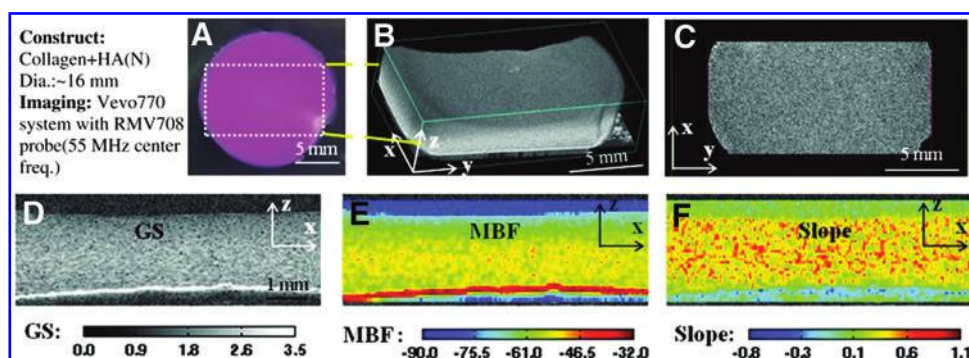 Construct:
Collagen+HA(N)
Dia.:~16 mm
Imaging: Vevo770
system with RMV708
probe(55 MHz center
freq.)
A
5 mm
B
x
z
y
5 mm
C
x
y
5 mm
D
GS
z
x
1 mm
E
MBF
z
x
F
Slope
z
x
GS:
0.0 0.9 1.8 2.6 3.5
MBF:
-90.0 -75.5 -61.0 -46.5 -32.0
Slope:
-0.8 -0.3 0.1 0.6 1.1